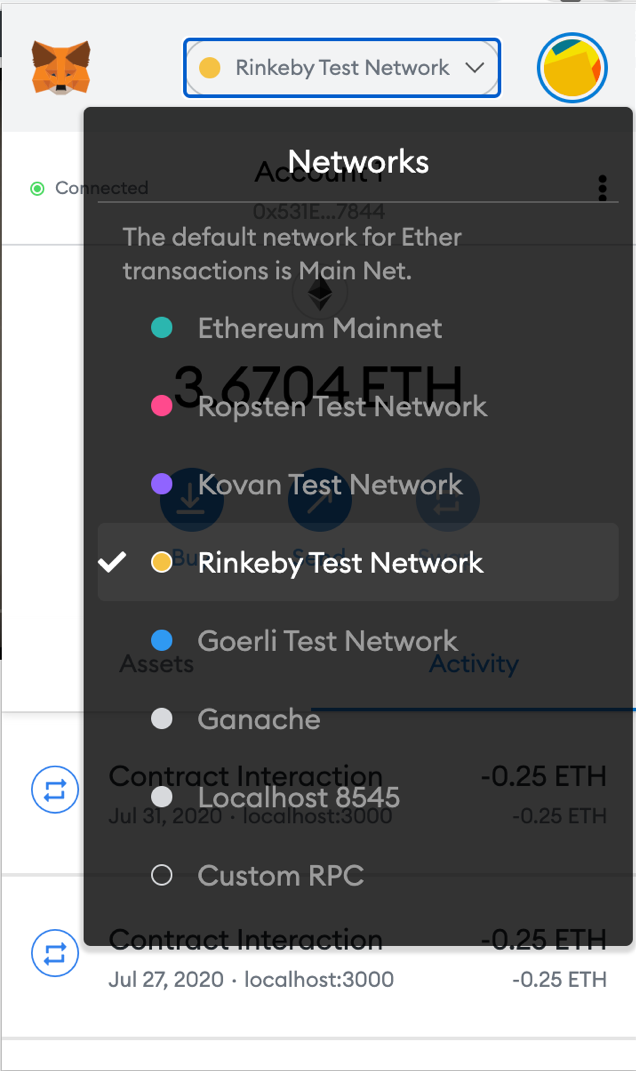 Rinkeby Test Network
Networks
Account 1
Connected
0x531E...7844
The default network for Ether
transactions is Main Net.
Ethereum Mainnet
3.6704 ETH
Ropsten Test Network
Kovan Test Network
Buy Send Swap
Rinkeby Test Network
Goerli Test Network
Assets Activity
Ganache
Contract Interaction -0.25 ETH
Localhost 8545
Jul 31, 2020 · localhost:3000 -0.25 ETH
Custom RPC
Contract Interaction -0.25 ETH
Jul 27, 2020 · localhost:3000 -0.25 ETH